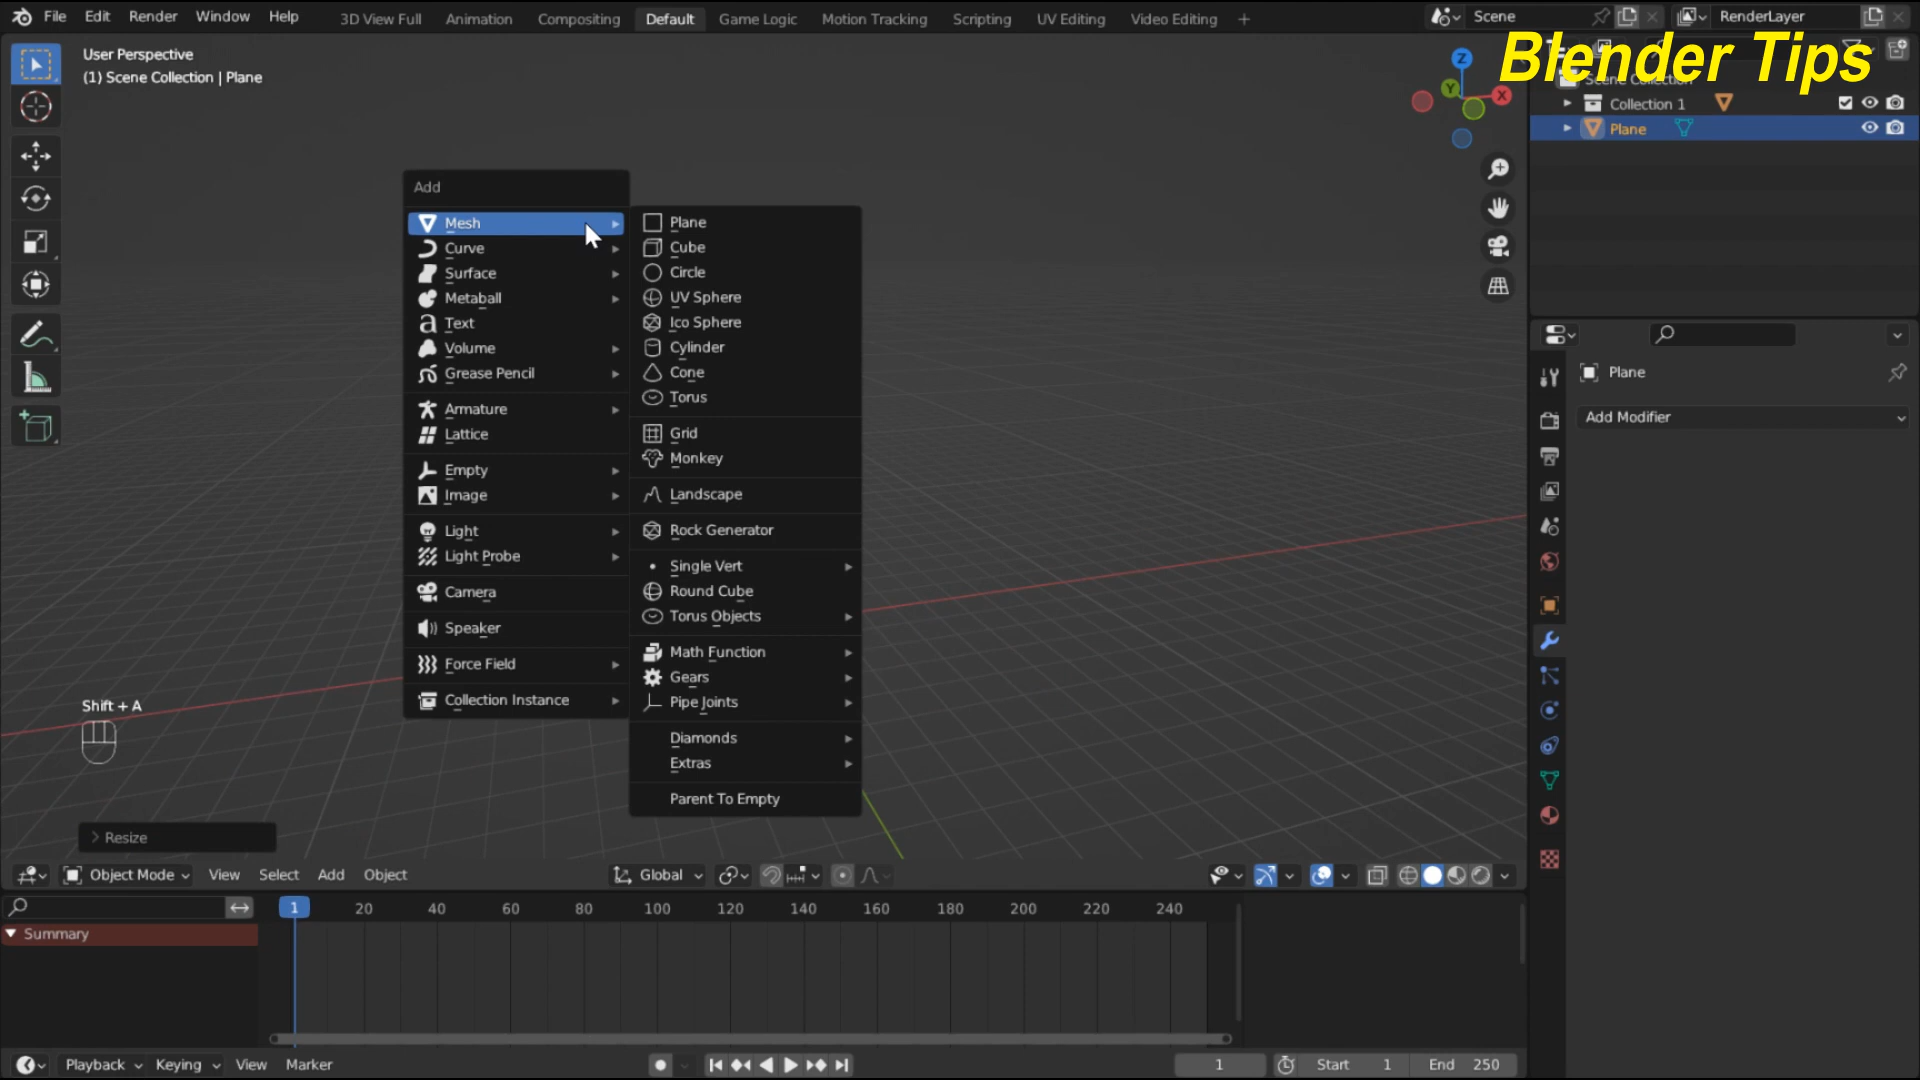 File Edit Render Window Help 3D View Full Animation Compositing Default Game Logic Motion Tracking Scripting UV Editing Video Editing + Scene RenderLayer
Blender Tips
User Perspective
(1) Scene Collection | Plane
Z
Y
X
Scene Collection
Collection 1
Plane
Add
Mesh
Curve
Surface
Metaball
Text
Volume
Grease Pencil
Armature
Lattice
Empty
Image
Light
Light Probe
Camera
Speaker
Force Field
Collection Instance
Plane
Cube
Circle
UV Sphere
Ico Sphere
Cylinder
Cone
Torus
Grid
Monkey
Landscape
Rock Generator
Single Vert
Round Cube
Torus Objects
Math Function
Gears
Pipe Joints
Diamonds
Extras
Parent To Empty
Plane
Add Modifier
Shift + A
Resize
Object Mode View Select Add Object Global
1 20 40 60 80 100 120 140 160 180 200 220 240
Summary
Playback Keying View Marker 1 Start 1 End 250